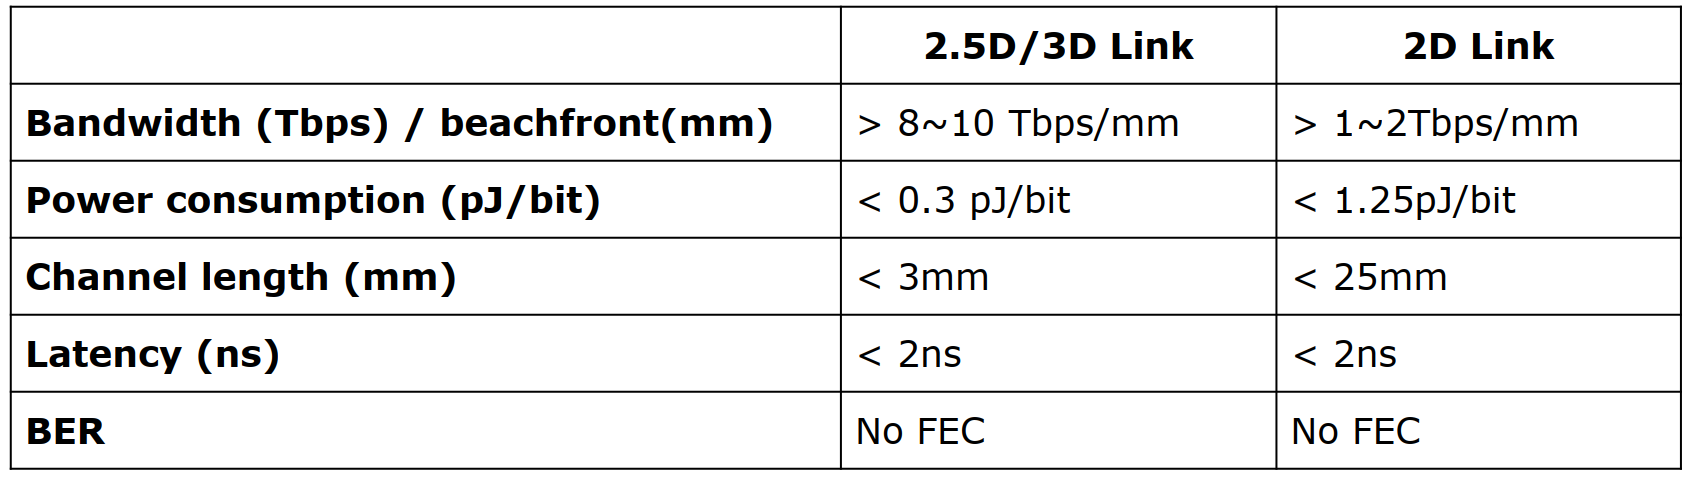 2.5D/3D Link 2D Link
Bandwidth (Tbps) / beachfront(mm) > 8~10 Tbps/mm > 1~2Tbps/mm
Power consumption (pJ/bit) < 0.3 pJ/bit < 1.25pJ/bit
Channel length (mm) < 3mm < 25mm
Latency (ns) < 2ns < 2ns
BER No FEC No FEC